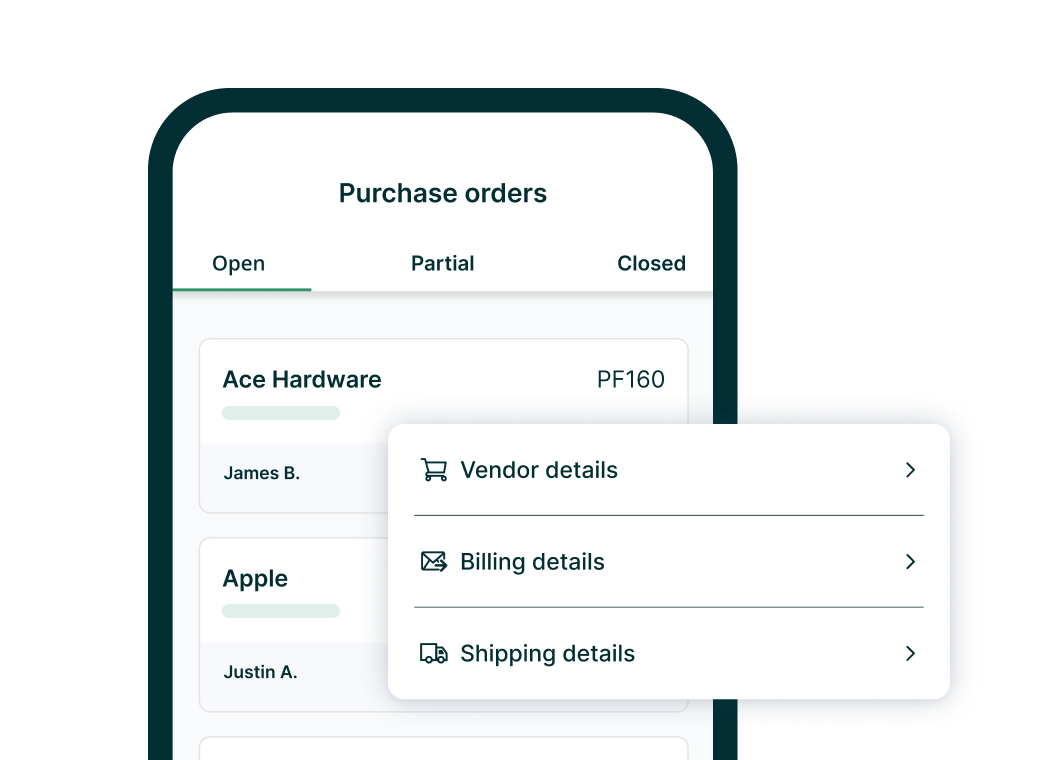 Purchase orders
Open Partial Closed
Ace Hardware PF160
James B.
Vendor details
Billing details
Shipping details
Apple
Justin A.